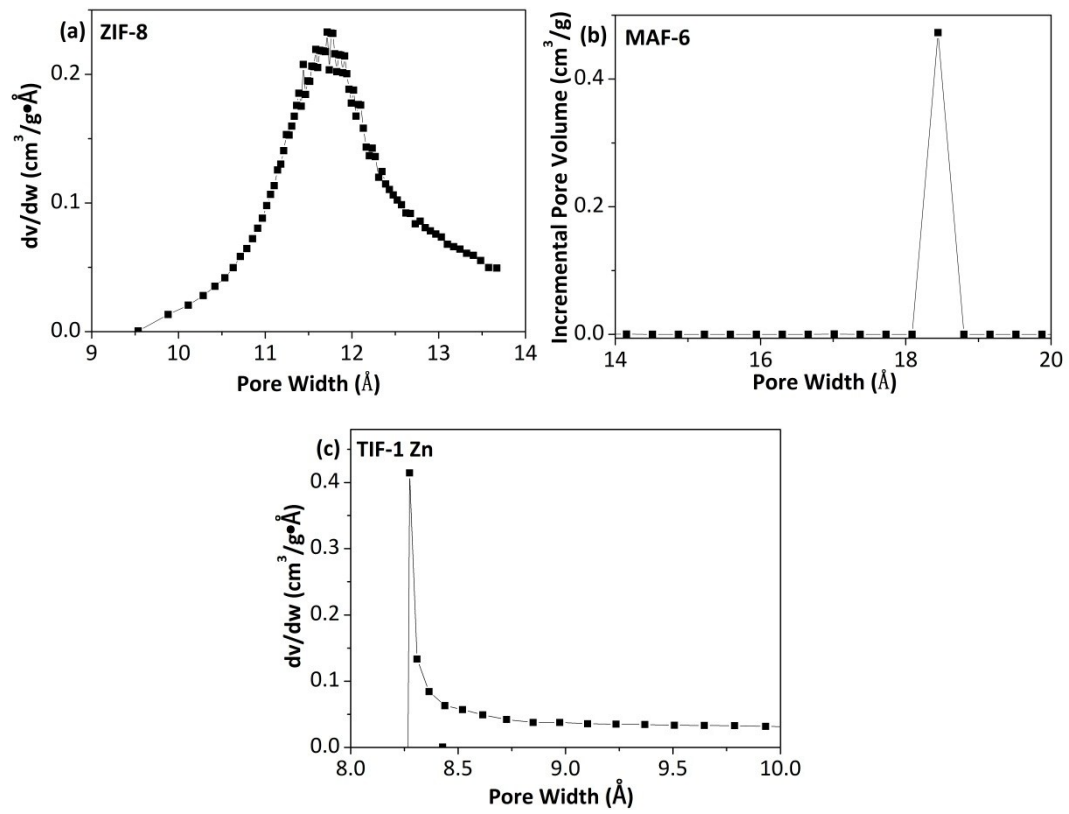 (a) ZIF-8
dv/dw (cm³/g•Å)
0.2
0.1
0.0
9 10 11 12 13 14
Pore Width (Å)
(b) MAF-6
Incremental Pore Volume (cm³/g)
0.4
0.2
0.0
14 16 18 20
Pore Width (Å)
(c) TIF-1 Zn
dv/dw (cm³/g•Å)
0.4
0.3
0.2
0.1
0.0
8.0 8.5 9.0 9.5 10.0
Pore Width (Å)